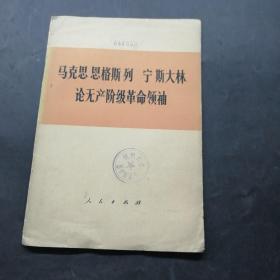 马克思恩格斯列 宁斯大林
论无产阶级革命领袖
人民出版社